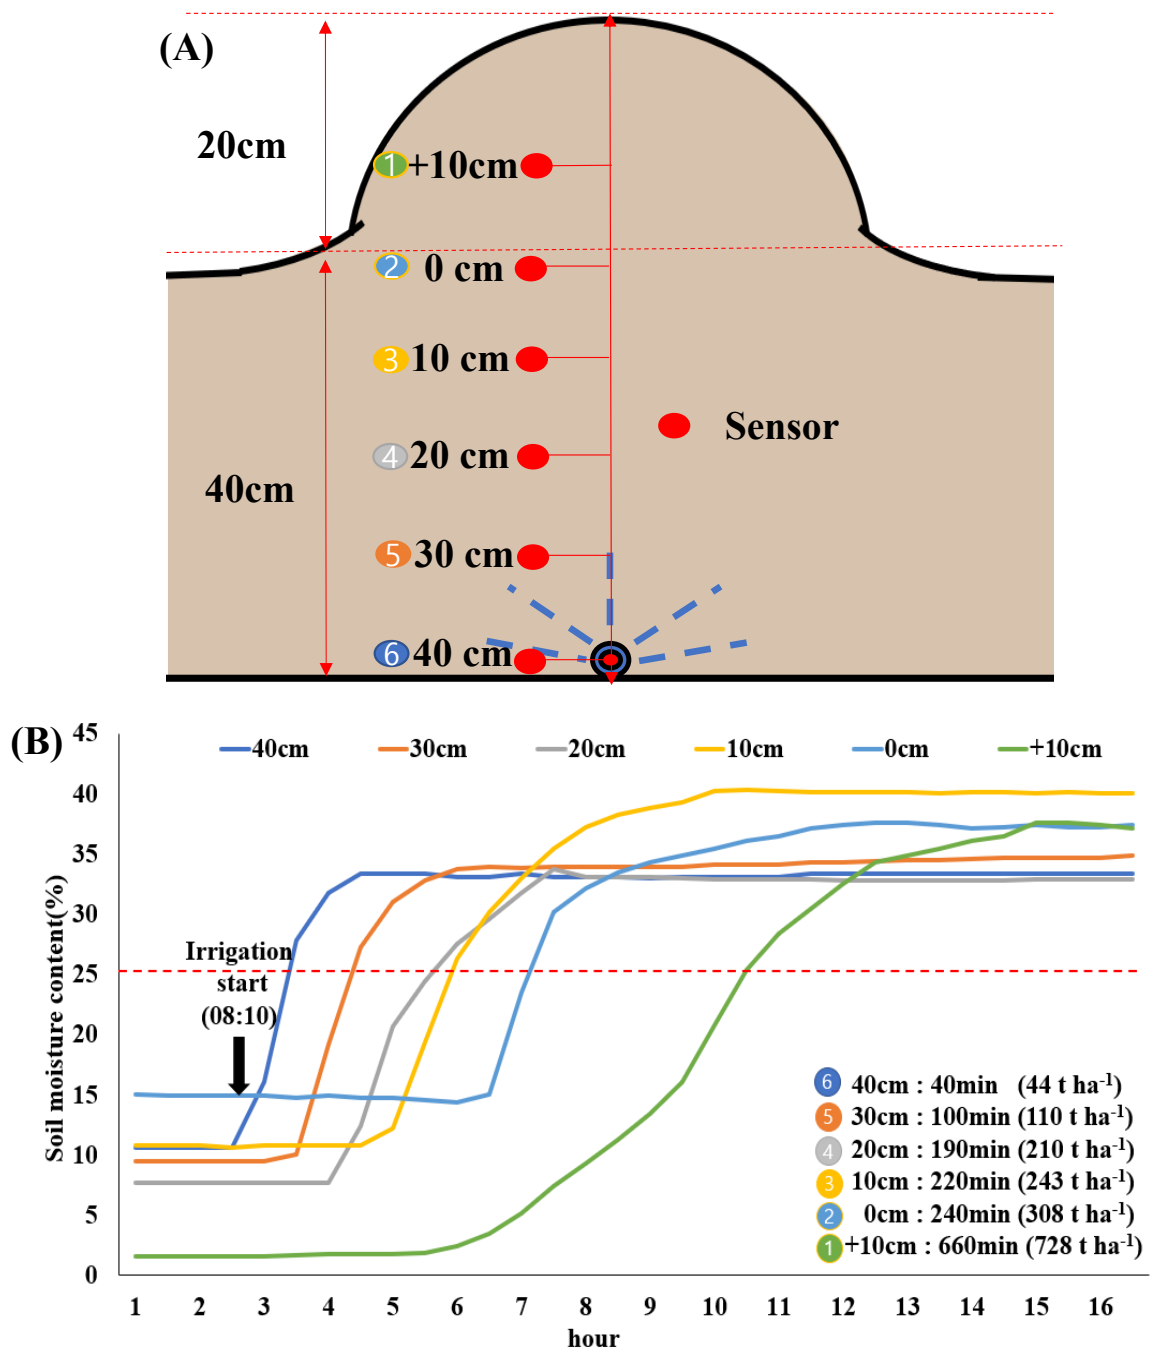 (A)
20cm
1 +10cm
2 0 cm
3 10 cm
Sensor
4 20 cm
40cm
5 30 cm
6 40 cm
(B)
40cm 30cm 20cm 10cm 0cm +10cm
Soil moisture content(%)
45
40
35
30
25
20
15
10
5
0
Irrigation
start
(08:10)
6 40cm : 40min (44 t ha-1)
5 30cm : 100min (110 t ha-1)
4 20cm : 190min (210 t ha-1)
3 10cm : 220min (243 t ha-1)
2 0cm : 240min (308 t ha-1)
1 +10cm : 660min (728 t ha-1)
1 2 3 4 5 6 7 8 9 10 11 12 13 14 15 16
hour